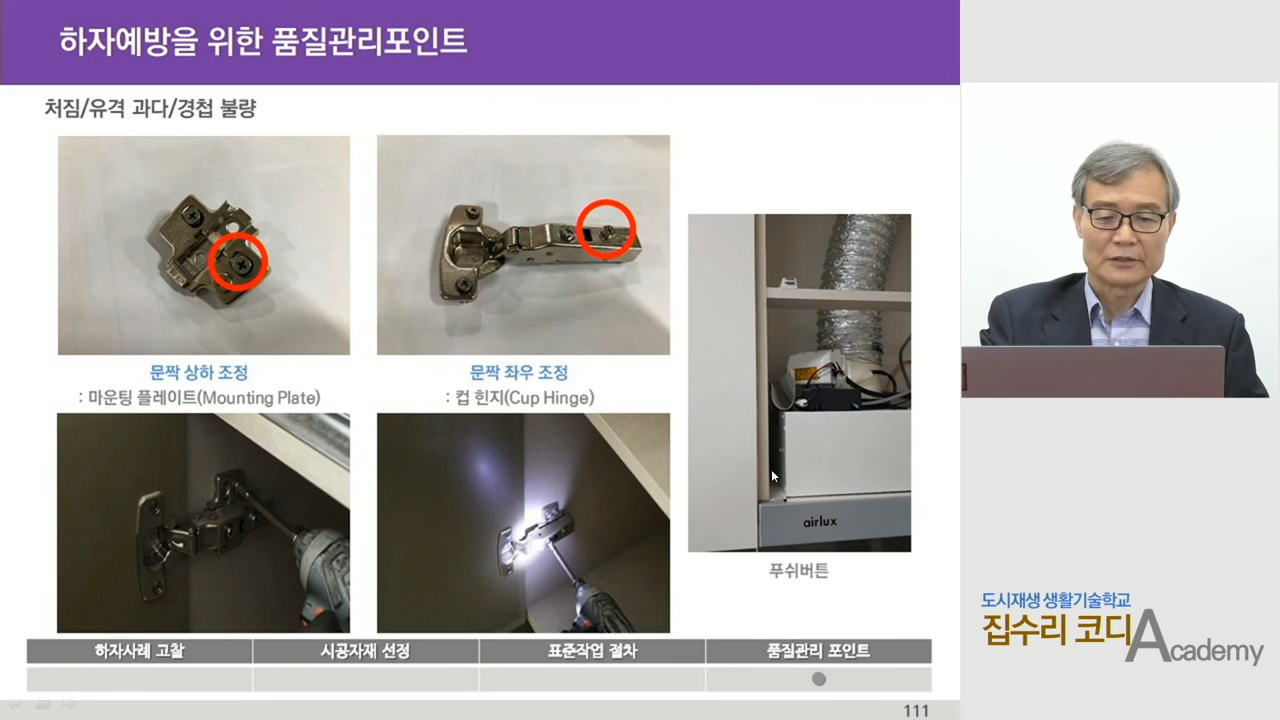 하자예방을 위한 품질관리포인트
처짐/유격 과다/경첩 불량
문짝 상하 조정
: 마운팅 플레이트(Mounting Plate)
문짝 좌우 조정
: 컵 힌지(Cup Hinge)
airlux
푸쉬버튼
하자사례 고찰
시공자재 선정
표준작업 절차
품질관리 포인트
111
도시재생 생활기술학교
집수리 코디Academy